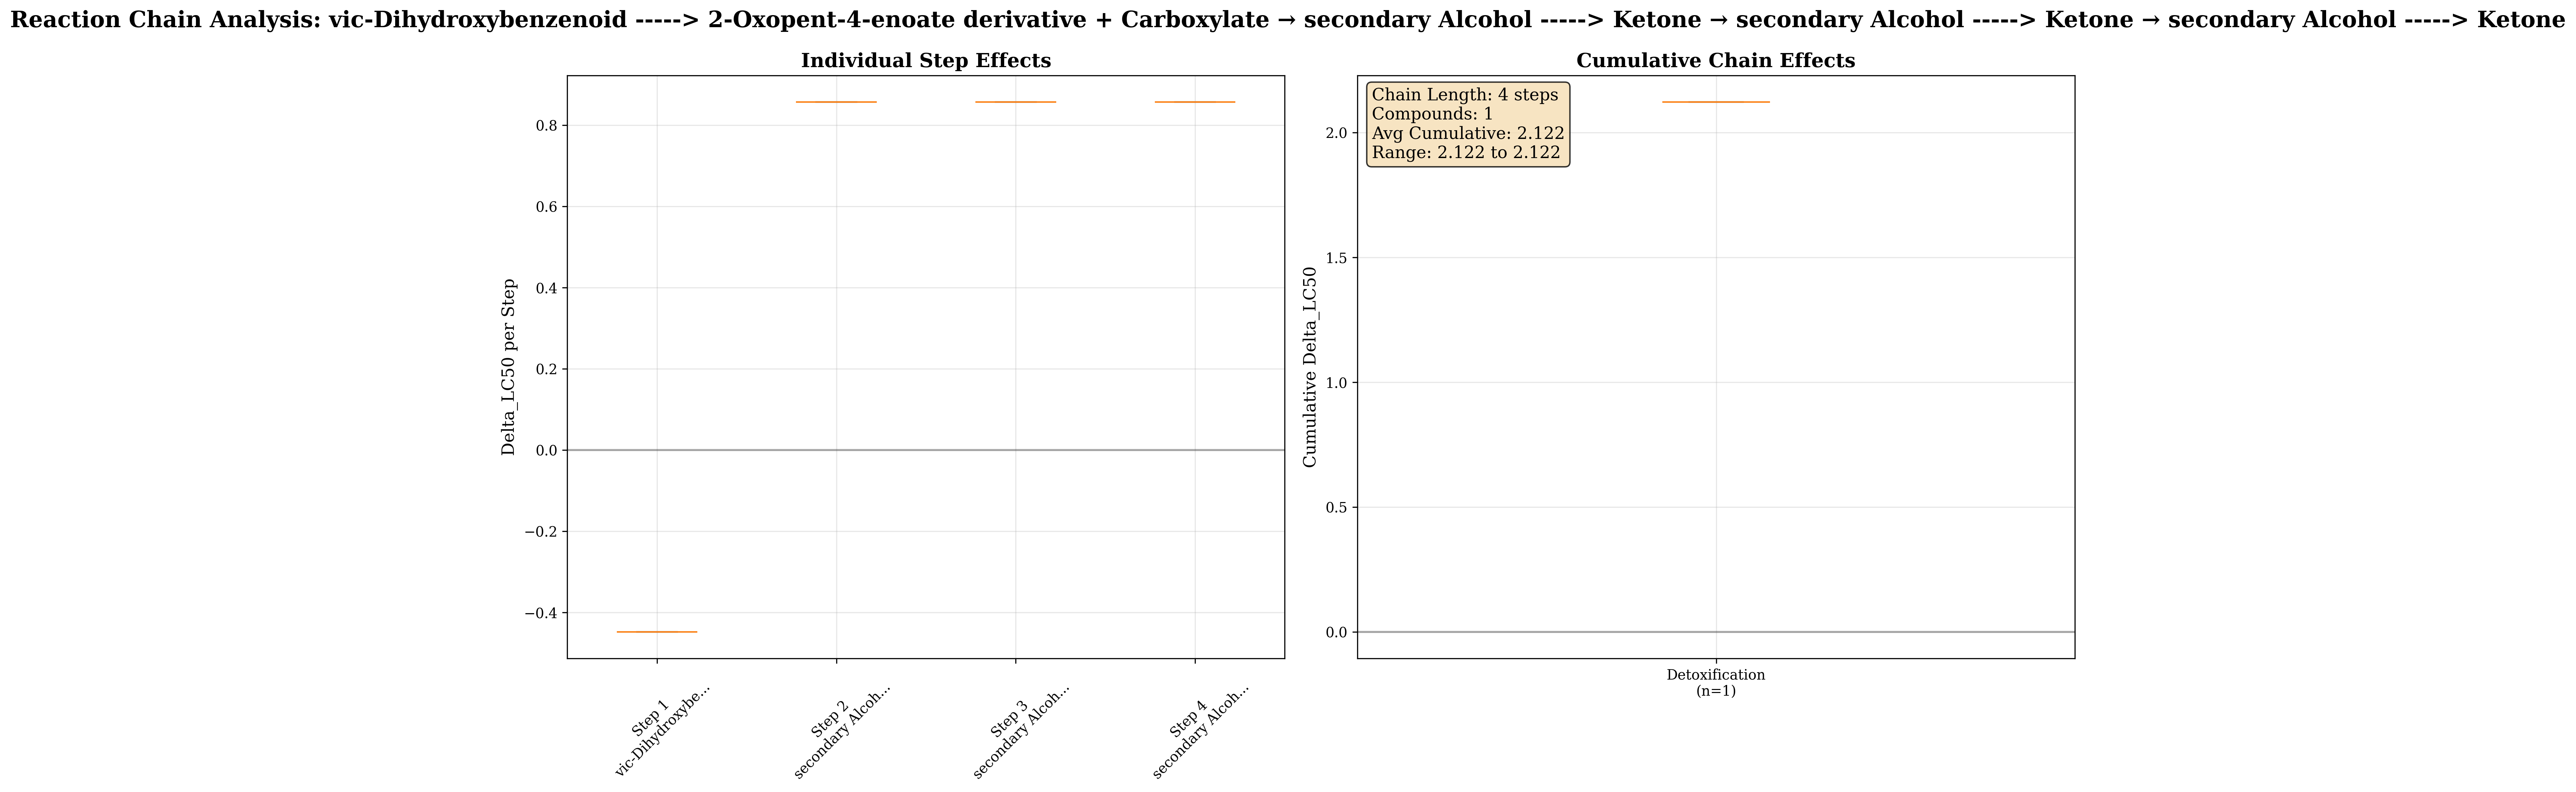 Reaction Chain Analysis: vic-Dihydroxybenzenoid -----> 2-Oxopent-4-enoate derivative + Carboxylate → secondary Alcohol -----> Ketone → secondary Alcohol -----> Ketone → secondary Alcohol -----> Ketone
Individual Step Effects
Delta_LC50 per Step
0.8
0.6
0.4
0.2
0.0
−0.2
−0.4
Step 1
vic-Dihydroxybe...
Step 2
secondary Alcoh...
Step 3
secondary Alcoh...
Step 4
secondary Alcoh...
Cumulative Chain Effects
Chain Length: 4 steps
Compounds: 1
Avg Cumulative: 2.122
Range: 2.122 to 2.122
Cumulative Delta_LC50
2.0
1.5
1.0
0.5
0.0
Detoxification
(n=1)